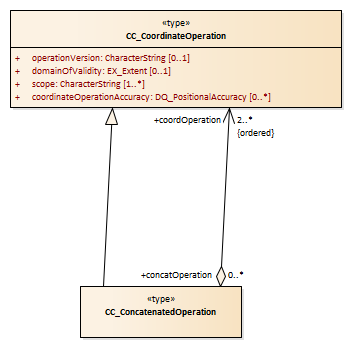 «type»
CC_CoordinateOperation
+ operationVersion: CharacterString [0..1]
+ domainOfValidity: EX_Extent [0..1]
+ scope: CharacterString [1..*]
+ coordinateOperationAccuracy: DQ_PositionalAccuracy [0..*]
+coordOperation 2..*
{ordered}
+concatOperation 0..*
«type»
CC_ConcatenatedOperation